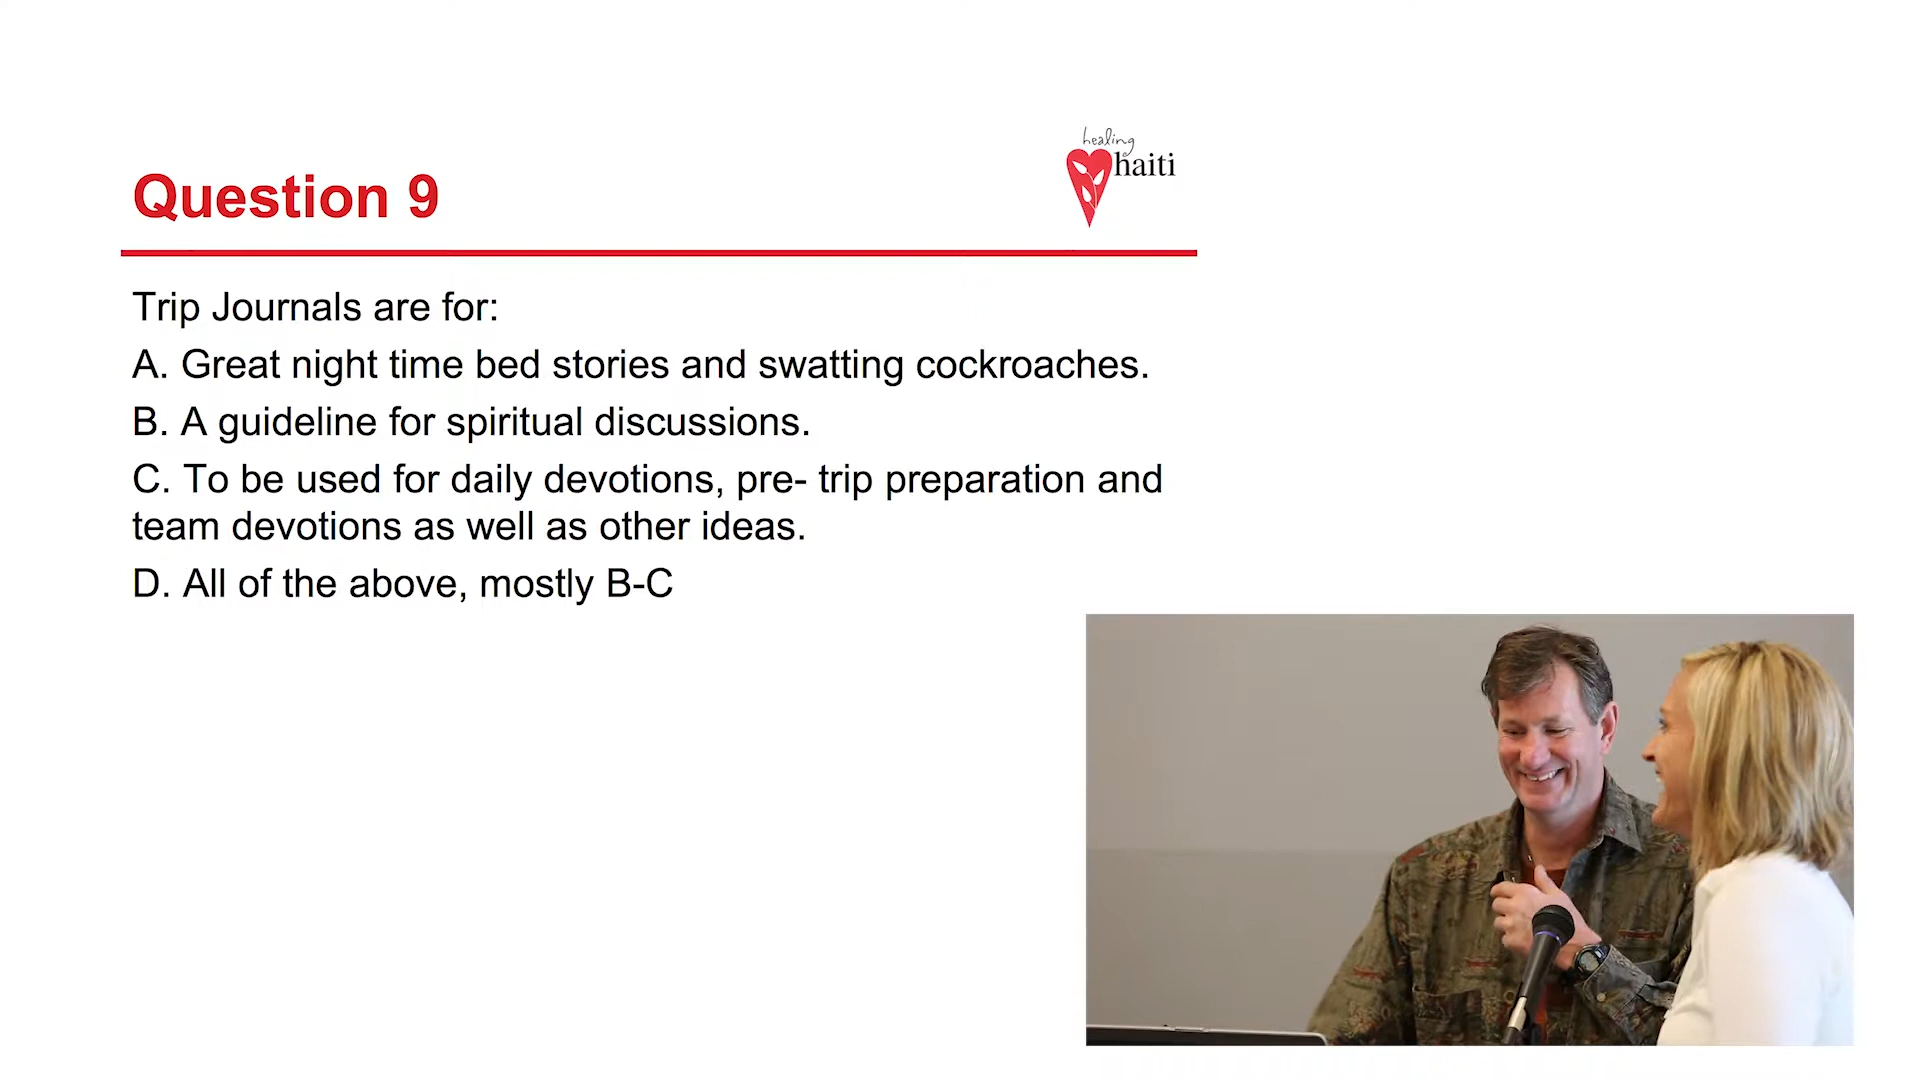 healing
haiti
Question 9
Trip Journals are for:
A. Great night time bed stories and swatting cockroaches.
B. A guideline for spiritual discussions.
C. To be used for daily devotions, pre- trip preparation and
team devotions as well as other ideas.
D. All of the above, mostly B-C